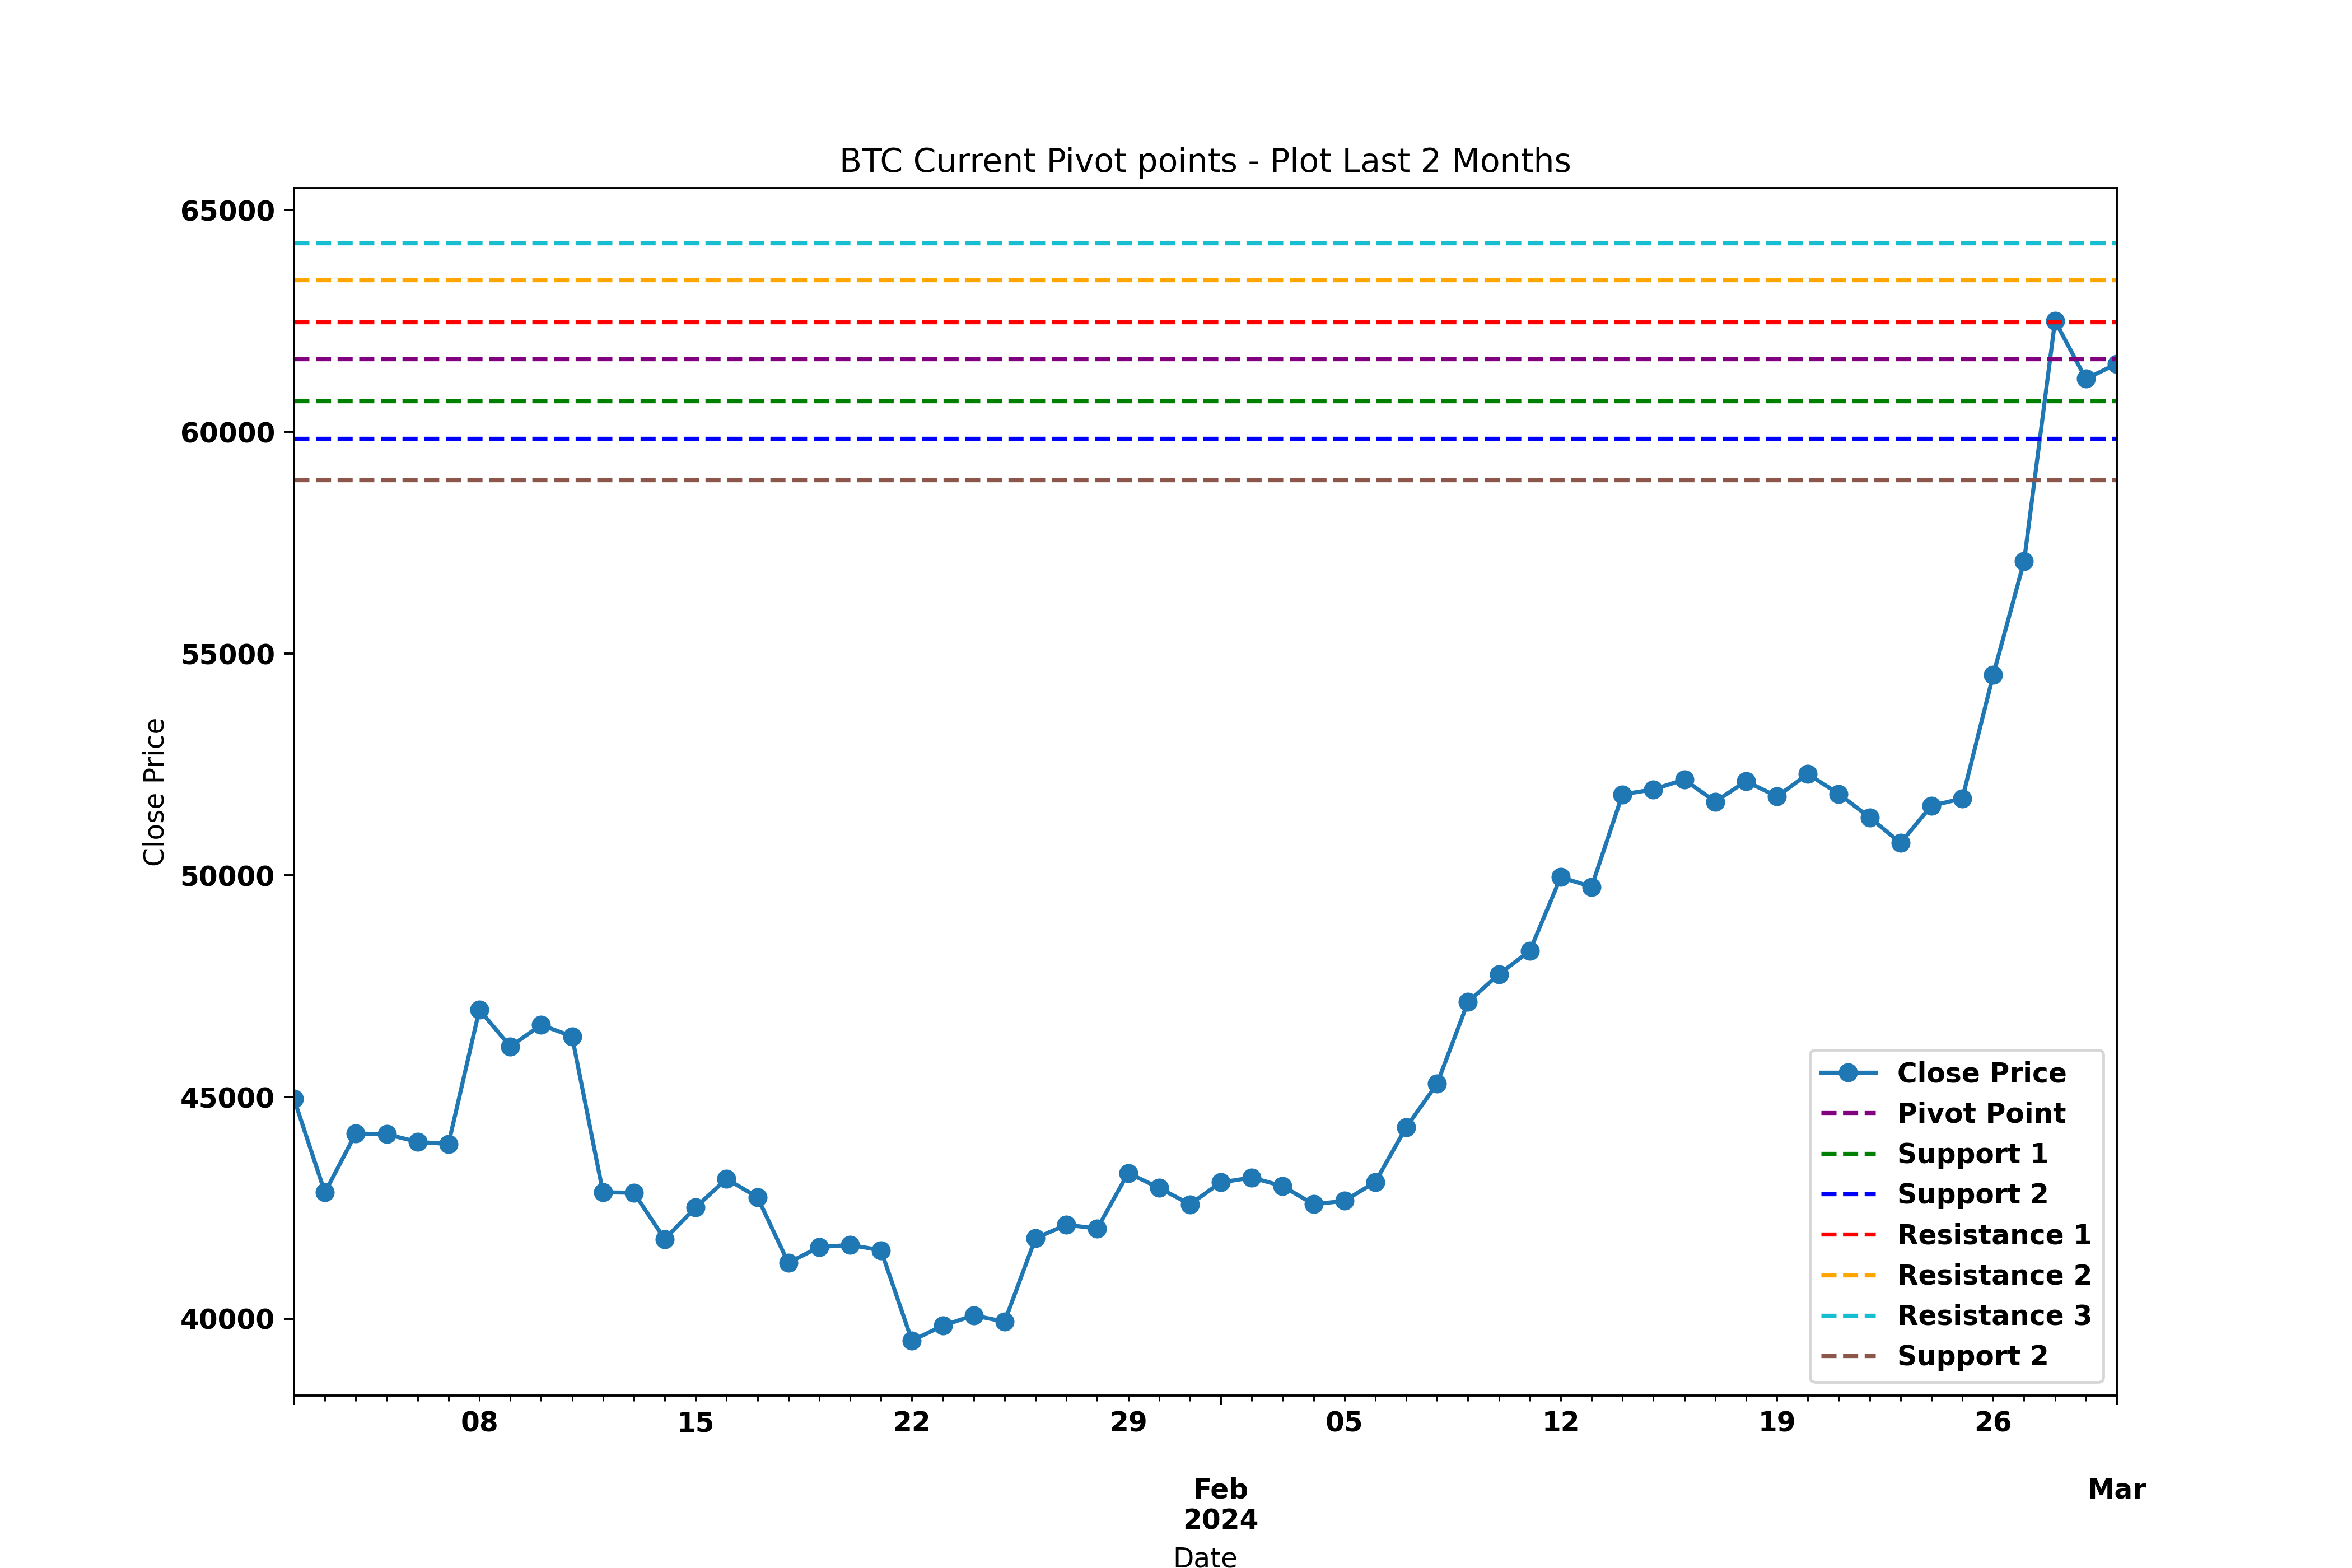 BTC Current Pivot points - Plot Last 2 Months
65000
60000
55000
50000
45000
40000
Close Price
Close Price
Pivot Point
Support 1
Support 2
Resistance 1
Resistance 2
Resistance 3
Support 2
08 15 22 29 05 12 19 26
Feb Mar
2024
Date